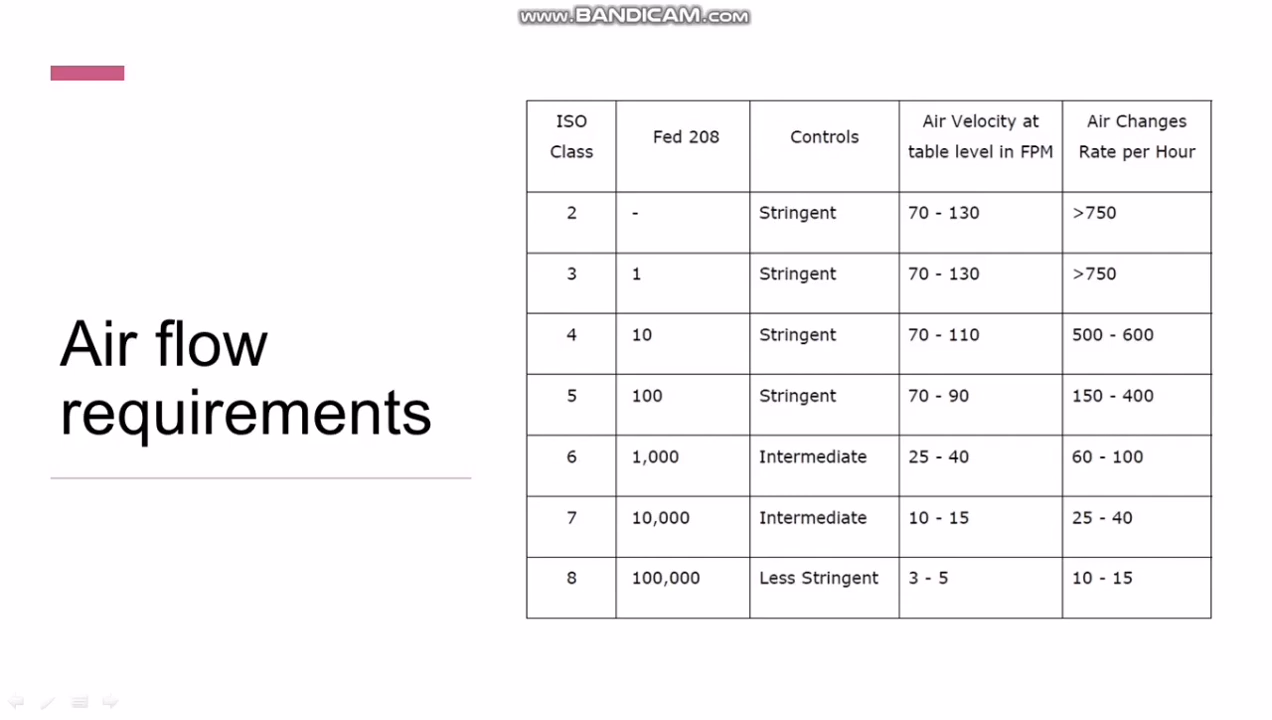 www.BANDICAM.com
Air flow
requirements
ISO Class | Fed 208 | Controls | Air Velocity at table level in FPM | Air Changes Rate per Hour
2 | - | Stringent | 70 - 130 | >750
3 | 1 | Stringent | 70 - 130 | >750
4 | 10 | Stringent | 70 - 110 | 500 - 600
5 | 100 | Stringent | 70 - 90 | 150 - 400
6 | 1,000 | Intermediate | 25 - 40 | 60 - 100
7 | 10,000 | Intermediate | 10 - 15 | 25 - 40
8 | 100,000 | Less Stringent | 3 - 5 | 10 - 15